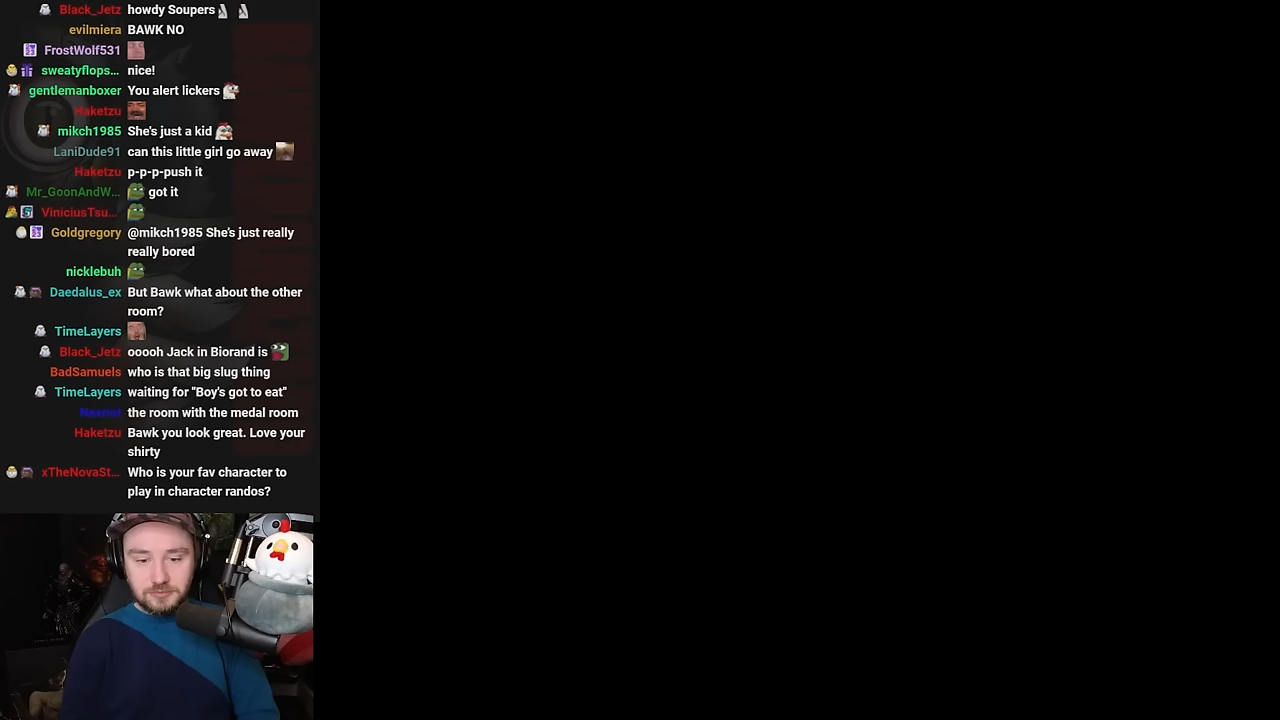 Black_Jetz howdy Soupers
evilmiera BAWK NO
FrostWolf531
sweatyflops... nice!
gentlemanboxer You alert lickers
Haketzu
mikch1985 She's just a kid
LaniDude91 can this little girl go away
Haketzu p-p-p-push it
Mr_GoonAndW... got it
ViniciusTsu...
Goldgregory @mikch1985 She's just really
really bored
nicklebuh
Daedalus_ex But Bawk what about the other
room?
TimeLayers
Black_Jetz ooooh Jack in Biorand is
BadSamuels who is that big slug thing
TimeLayers waiting for "Boy's got to eat"
the room with the medal room
Haketzu Bawk you look great. Love your
shirty
xTheNovaSt... Who is your fav character to
play in character randos?